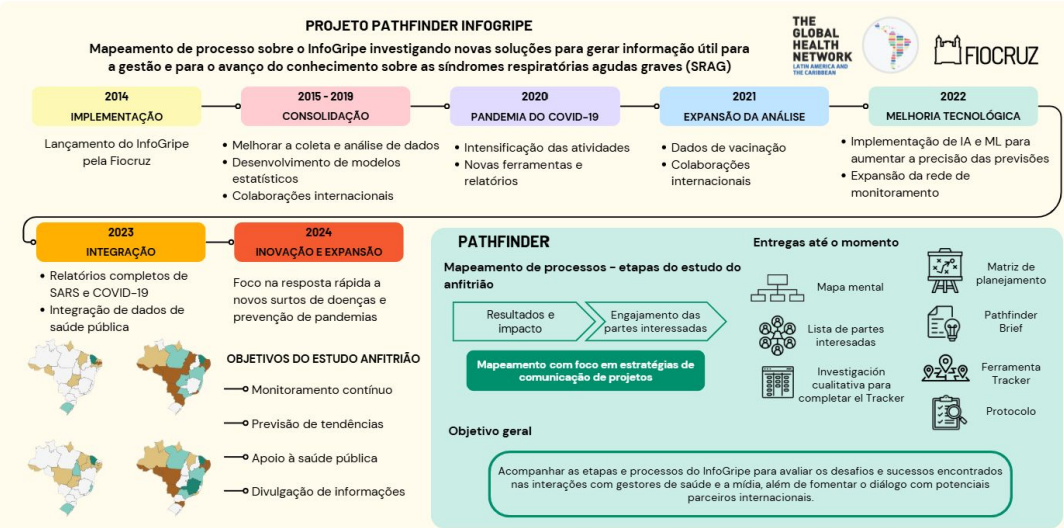 PROJETO PATHFINDER INFOGRIPE
Mapeamento de processo sobre o InfoGripe investigando novas soluções para gerar informação útil para
a gestão e para o avanço do conhecimento sobre as síndromes respiratórias agudas graves (SRAG)
THE
GLOBAL
HEALTH
NETWORK
LATIN AMERICA AND
THE CARIBBEAN
FIOCRUZ
2014
IMPLEMENTAÇÃO
Lançamento do InfoGripe
pela Fiocruz
2015 - 2019
CONSOLIDAÇÃO
• Melhorar a coleta e análise de dados
• Desenvolvimento de modelos
estatísticos
• Colaborações internacionais
2020
PANDEMIA DO COVID-19
• Intensificação das atividades
• Novas ferramentas e
relatórios
2021
EXPANSÃO DA ANÁLISE
• Dados de vacinação
• Colaborações
internacionais
2022
MELHORIA TECNOLÓGICA
• Implementação de IA e ML para
aumentar a precisão das previsões
• Expansão da rede de
monitoramento
2023
INTEGRAÇÃO
• Relatórios completos de
SARS e COVID-19
• Integração de dados de
saúde pública
2024
INOVAÇÃO E EXPANSÃO
Foco na resposta rápida a
novos surtos de doenças e
prevenção de pandemias
OBJETIVOS DO ESTUDO ANFITRIÃO
Monitoramento contínuo
Previsão de tendências
Apoio à saúde pública
Divulgação de informações
PATHFINDER
Mapeamento de processos - etapas do estudo do
anfitrião
Resultados e
impacto
Engajamento das
partes interessadas
Mapeamento com foco em estratégias de
comunicação de projetos
Entregas até o momento
Mapa mental
Lista de partes
interesadas
Investigación
cualitativa para
completar el Tracker
Matriz de
planejamento
Pathfinder
Brief
Ferramenta
Tracker
Protocolo
Objetivo geral
Acompanhar as etapas e processos do InfoGripe para avaliar os desafios e sucessos encontrados
nas interações com gestores de saúde e a mídia, além de fomentar o diálogo com potenciais
parceiros internacionais.